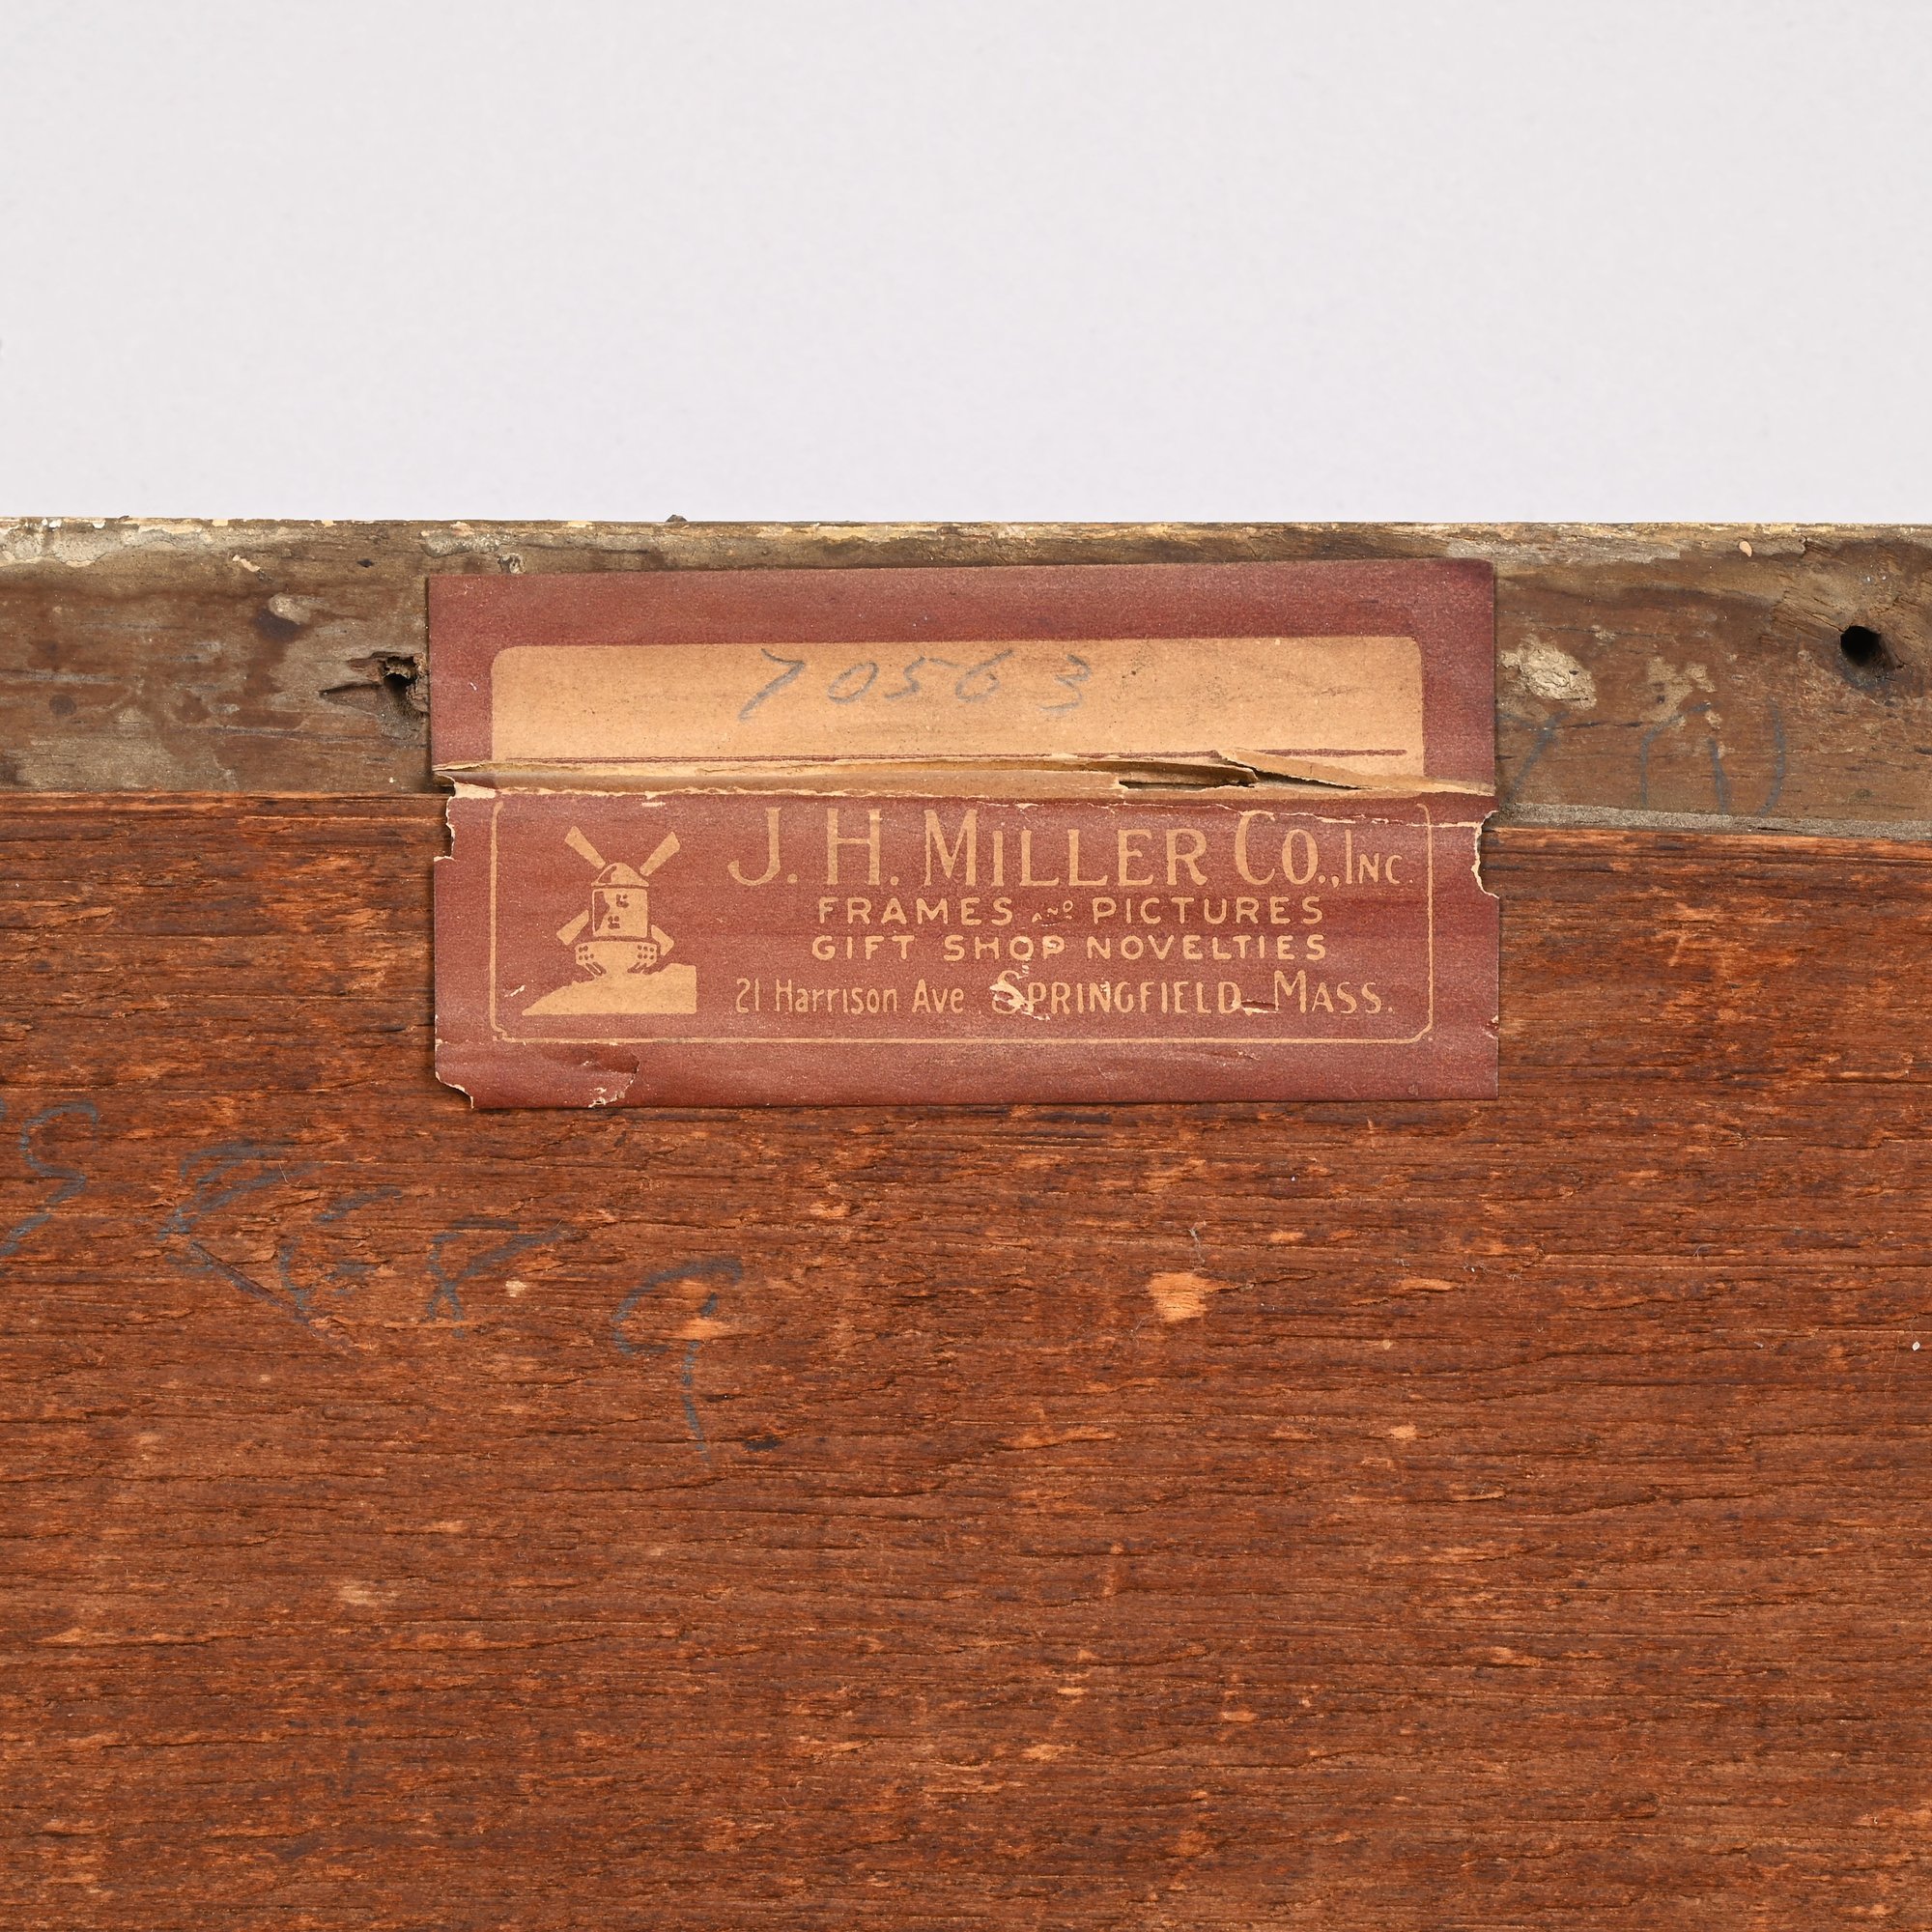 70563
J. H. MILLER CO., INC.
FRAMES AND PICTURES
GIFT SHOP NOVELTIES
21 Harrison Ave SPRINGFIELD, MASS.